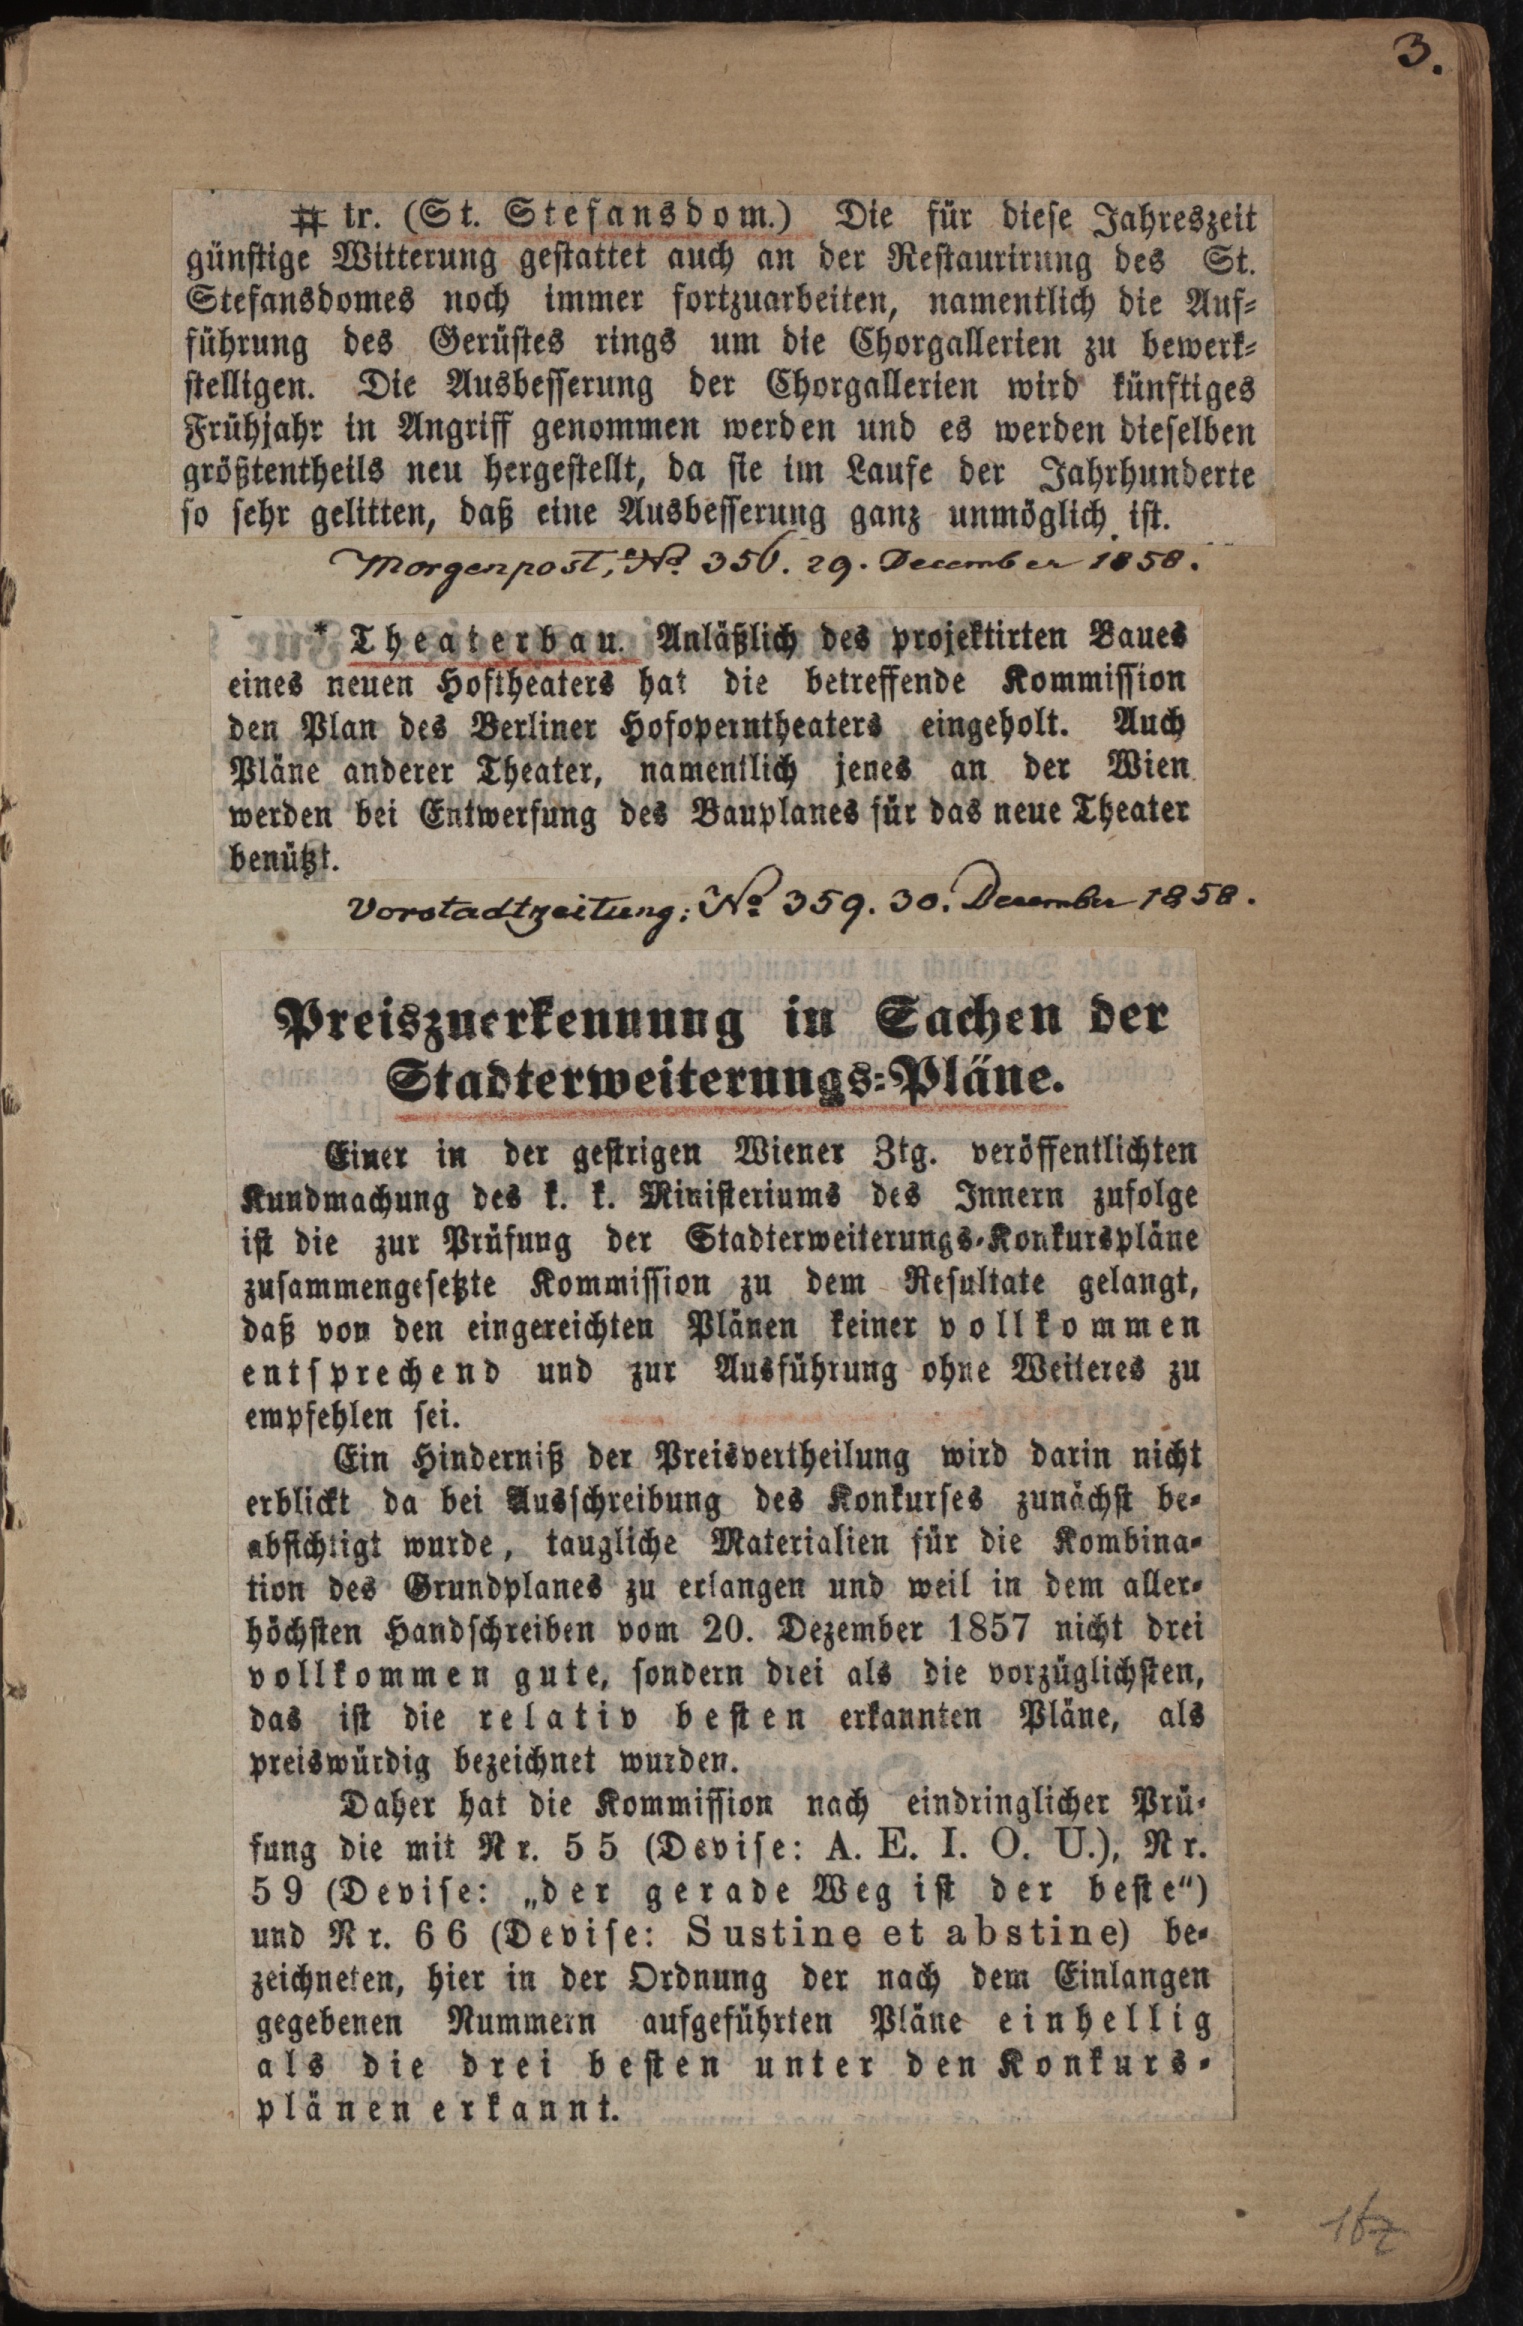 3.
# tr. (St. Stefansdom.) Die für diese Jahreszeit
günstige Witterung gestattet auch an der Restaurirung des St.
Stefansdomes noch immer fortzuarbeiten, namentlich die Auf-
führung des Gerüstes rings um die Chorgallerien zu bewerk-
stelligen. Die Ausbesserung der Chorgallerien wird künftiges
Frühjahr in Angriff genommen werden und es werden dieselben
größtentheils neu hergestellt, da sie im Laufe der Jahrhunderte
so sehr gelitten, daß eine Ausbesserung ganz unmöglich ist.
Morgenpost, No. 356. 29. December 1858.
* Theaterbau. Anläßlich des projektirten Baues
eines neuen Hoftheaters hat die betreffende Kommission
den Plan des Berliner Hofoperntheaters eingeholt. Auch
Pläne anderer Theater, namentlich jenes an der Wien
werden bei Entwerfung des Bauplanes für das neue Theater
benützt.
Vorstadtzeitung; No. 359. 30. December 1858.
Preiszuerkennung in Sachen der
Stadterweiterungs-Pläne.
Einer in der gestrigen Wiener Ztg. veröffentlichten
Kundmachung des k. k. Ministeriums des Innern zufolge
ist die zur Prüfung der Stadterweiterungs-Konkurspläne
zusammengesetzte Kommission zu dem Resultate gelangt,
daß von den eingereichten Plänen keiner vollkommen
entsprechend und zur Ausführung ohne Weiteres zu
empfehlen sei.
Ein Hinderniß der Preisvertheilung wird darin nicht
erblickt da bei Ausschreibung des Konkurses zunächst be-
absichtigt wurde, taugliche Materialien für die Kombina-
tion des Grundplanes zu erlangen und weil in dem aller-
höchsten Handschreiben vom 20. Dezember 1857 nicht drei
vollkommen gute, sondern drei als die vorzüglichsten,
das ist die relativ besten erkannten Pläne, als
preiswürdig bezeichnet wurden.
Daher hat die Kommission nach eindringlicher Prü-
fung die mit Nr. 55 (Devise: A. E. I. O. U.), Nr.
59 (Devise: „der gerade Weg ist der beste“)
und Nr. 66 (Devise: Sustine et abstine) be-
zeichneten, hier in der Ordnung der nach dem Einlangen
gegebenen Nummern aufgeführten Pläne einhellig
als die drei besten unter den Konkurs-
plänen erkannt.